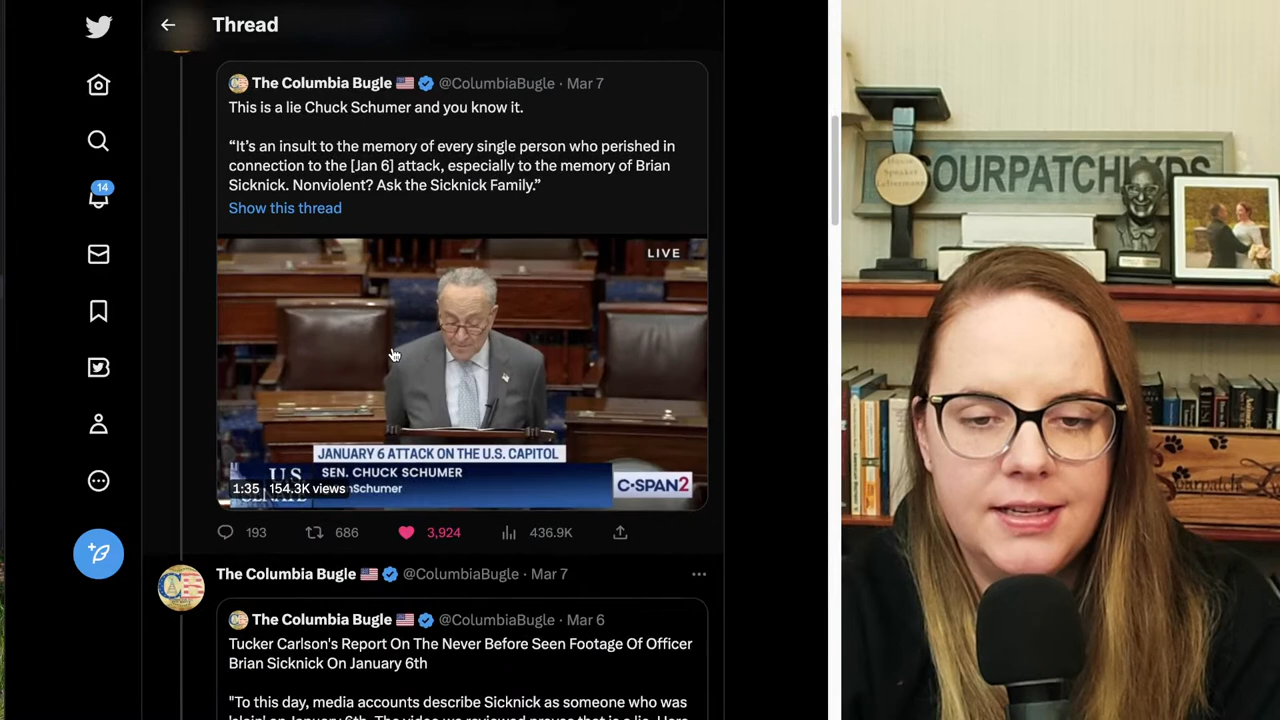 Thread
The Columbia Bugle @ColumbiaBugle · Mar 7
This is a lie Chuck Schumer and you know it.
“It's an insult to the memory of every single person who perished in
connection to the [Jan 6] attack, especially to the memory of Brian
Sicknick. Nonviolent? Ask the Sicknick Family.”
Show this thread
14
LIVE
JANUARY 6 ATTACK ON THE U.S. CAPITOL
SEN. CHUCK SCHUMER
1:35 154.3K views
C-SPAN2
193 686 3,924 436.9K
The Columbia Bugle @ColumbiaBugle · Mar 7
The Columbia Bugle @ColumbiaBugle · Mar 6
Tucker Carlson's Report On The Never Before Seen Footage Of Officer
Brian Sicknick On January 6th
"To this day, media accounts describe Sicknick as someone who was
SOURPATCHLYDS